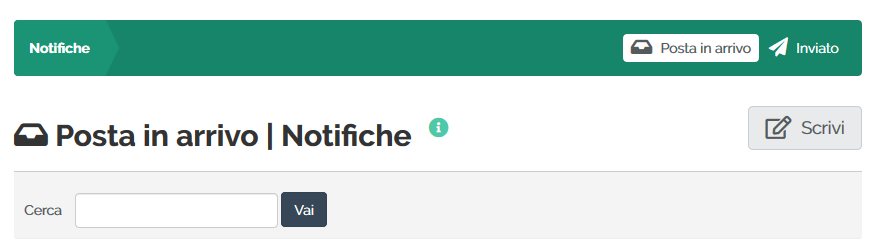 Notifiche Posta in arrivo Inviato
Posta in arrivo | Notifiche Scrivi
Cerca Vai